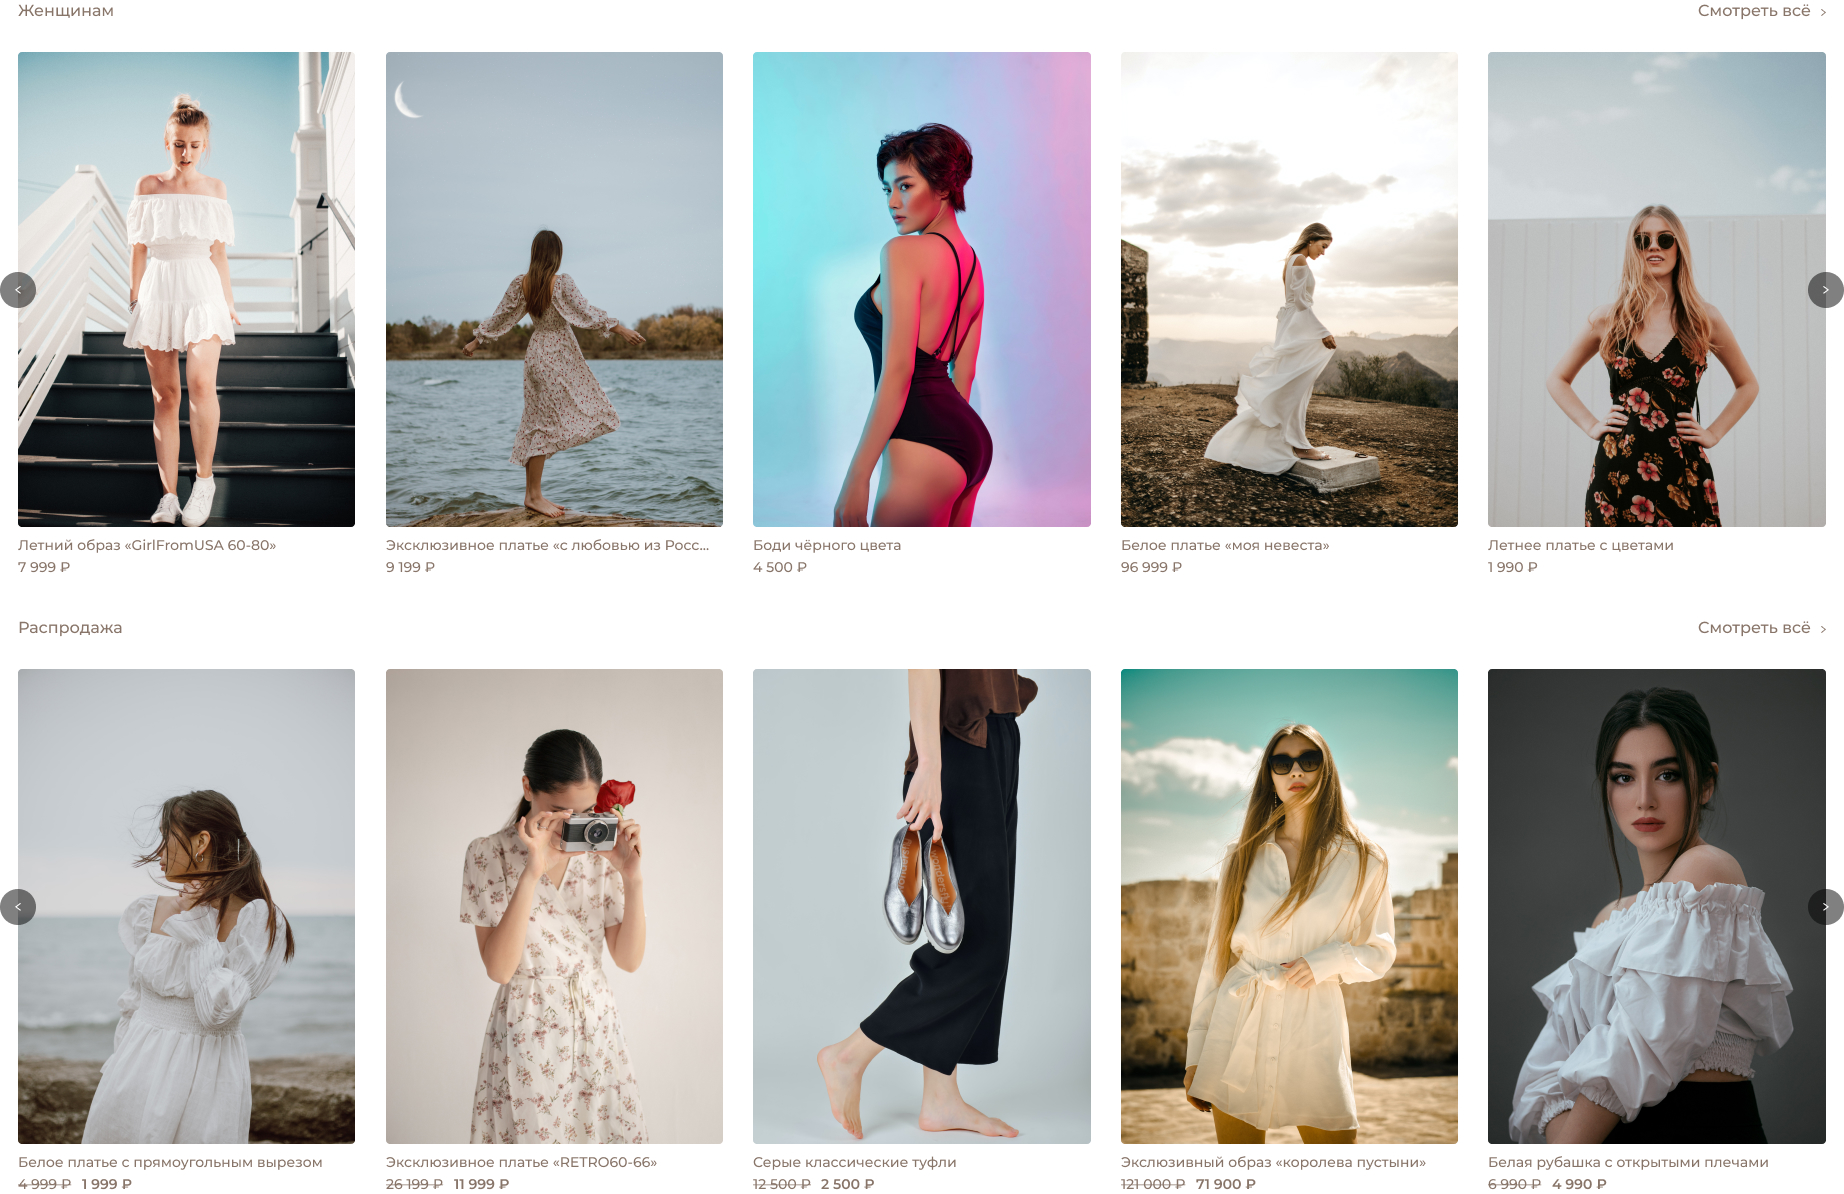 Женщинам
Смотреть всё
Летний образ «GirlFromUSA 60-80»
7 999 ₽
Эксклюзивное платье «с любовью из Росс...
9 199 ₽
Боди чёрного цвета
4 500 ₽
Белое платье «моя невеста»
96 999 ₽
Летнее платье с цветами
1 990 ₽
Распродажа
Смотреть всё
Белое платье с прямоугольным вырезом
4 999 ₽ 1 999 ₽
Эксклюзивное платье «RETRO60-66»
26 199 ₽ 11 999 ₽
Серые классические туфли
12 500 ₽ 2 500 ₽
Экслюзивный образ «королева пустыни»
121 000 ₽ 71 900 ₽
Белая рубашка с открытыми плечами
6 990 ₽ 4 990 ₽